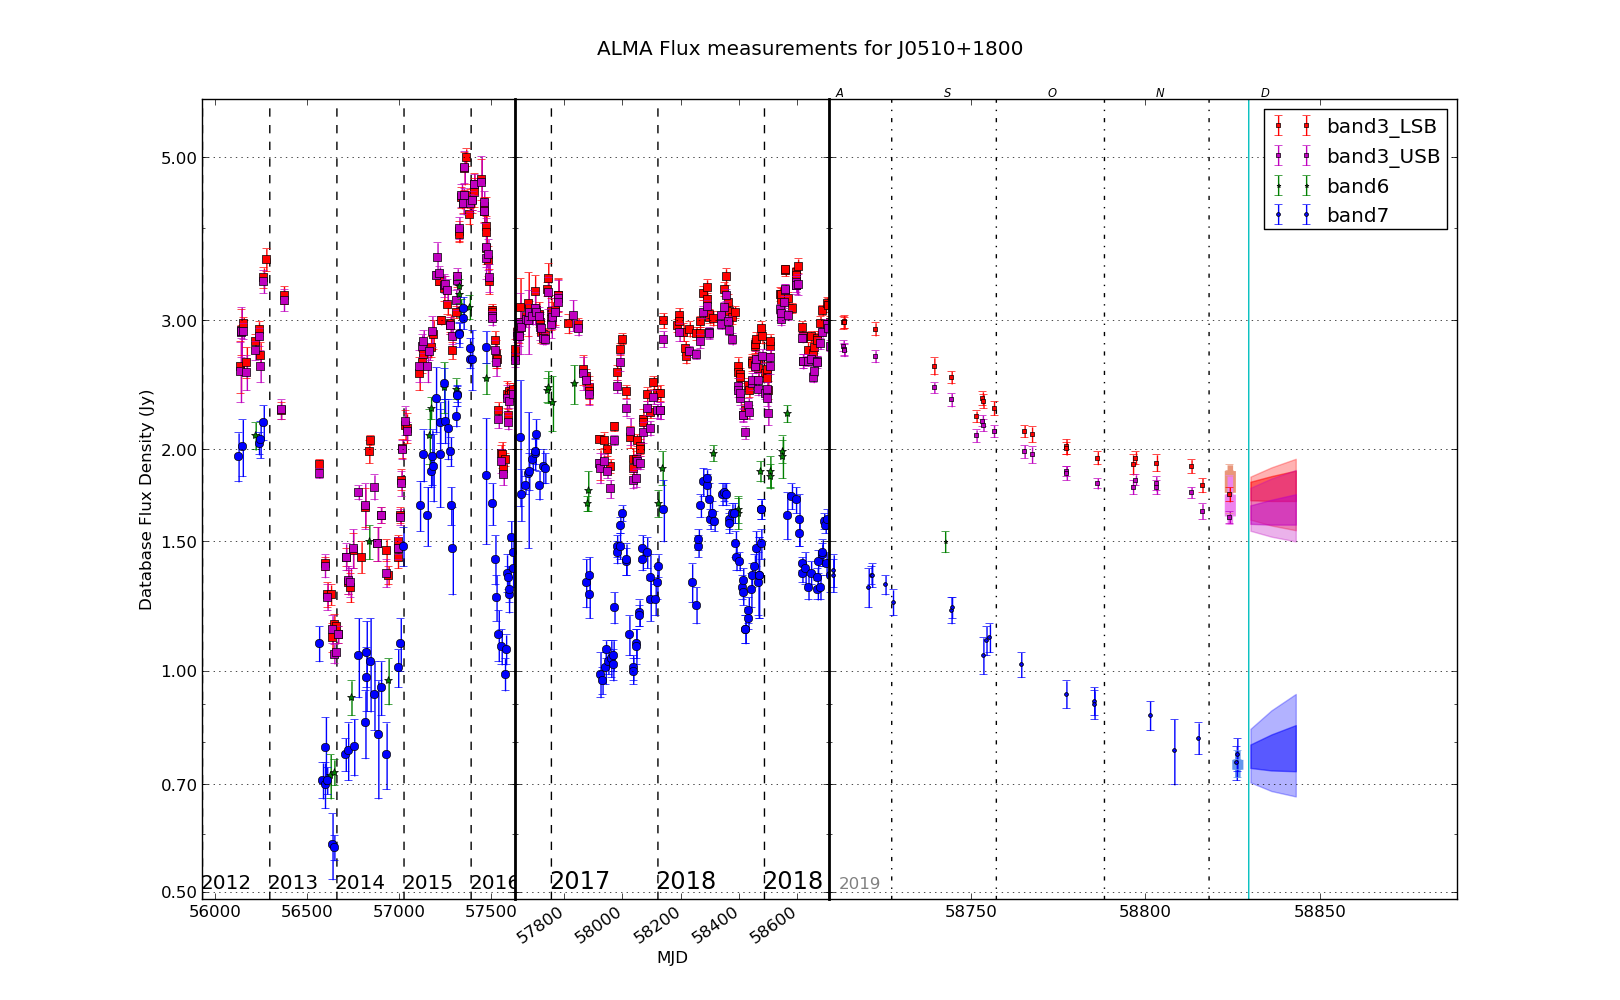 ALMA Flux measurements for J0510+1800
A S O N D
band3_LSB
band3_USB
band6
band7
5.00
3.00
2.00
1.50
1.00
0.70
0.50
Database Flux Density (Jy)
2012 2013 2014 2015 2016 2017 2018 2018 2019
56000 56500 57000 57500 57800 58000 58200 58400 58600 58750 58800 58850
MJD